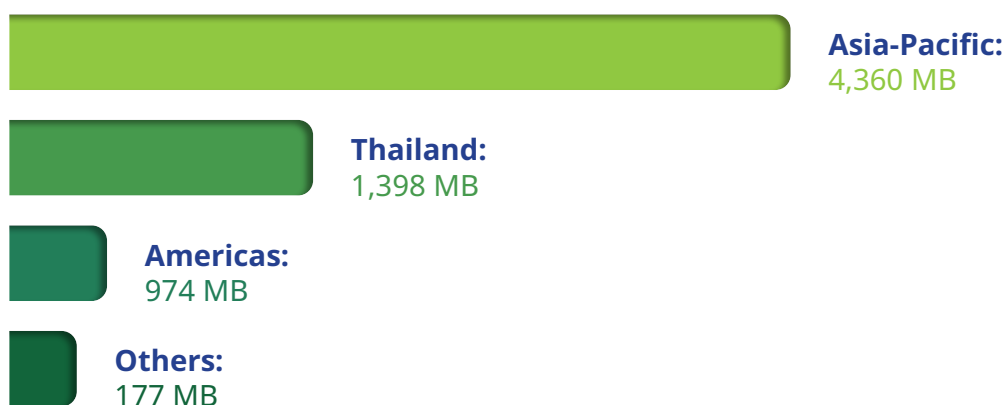 Asia-Pacific:
4,360 MB
Thailand:
1,398 MB
Americas:
974 MB
Others:
177 MB